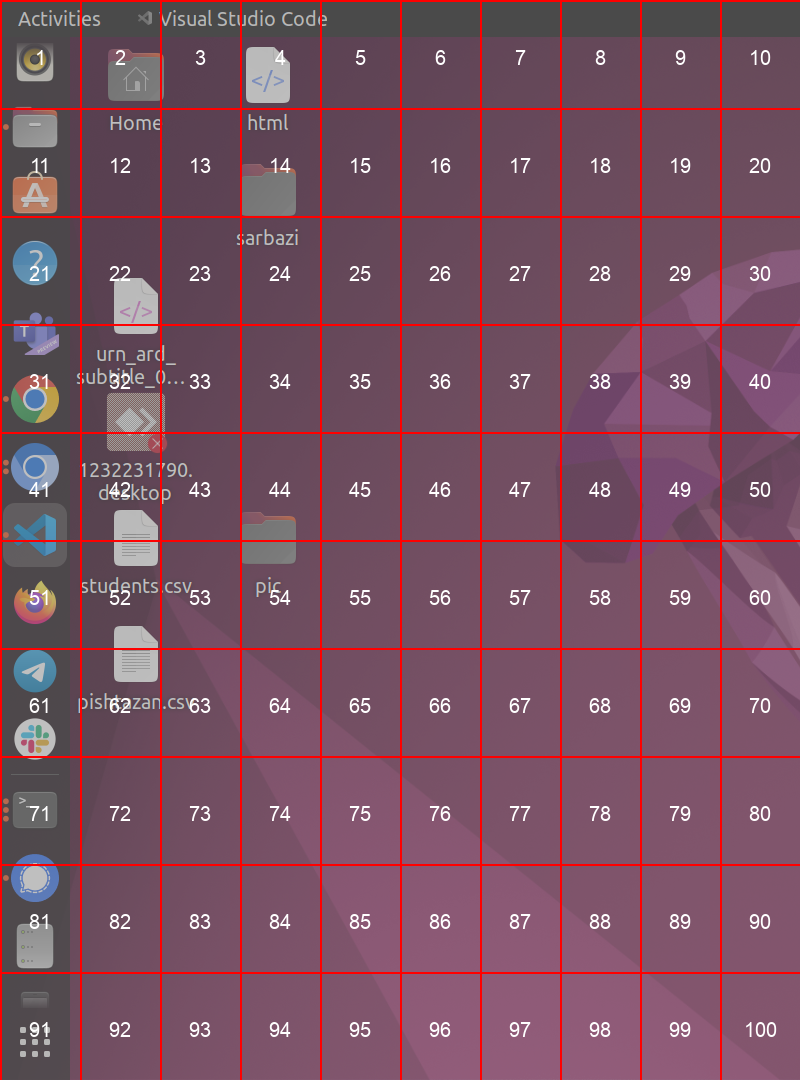 Activities
Visual Studio Code
1 2 3 4 5 6 7 8 9 10
Home
html
11 12 13 14 15 16 17 18 19 20
sarbazi
21 22 23 24 25 26 27 28 29 30
urn_ard_
subtitle_0...
31 32 33 34 35 36 37 38 39 40
1232231790.
desktop
41 42 43 44 45 46 47 48 49 50
students.csv
pic
51 52 53 54 55 56 57 58 59 60
pishtazan.csv
61 62 63 64 65 66 67 68 69 70
71 72 73 74 75 76 77 78 79 80
81 82 83 84 85 86 87 88 89 90
91 92 93 94 95 96 97 98 99 100